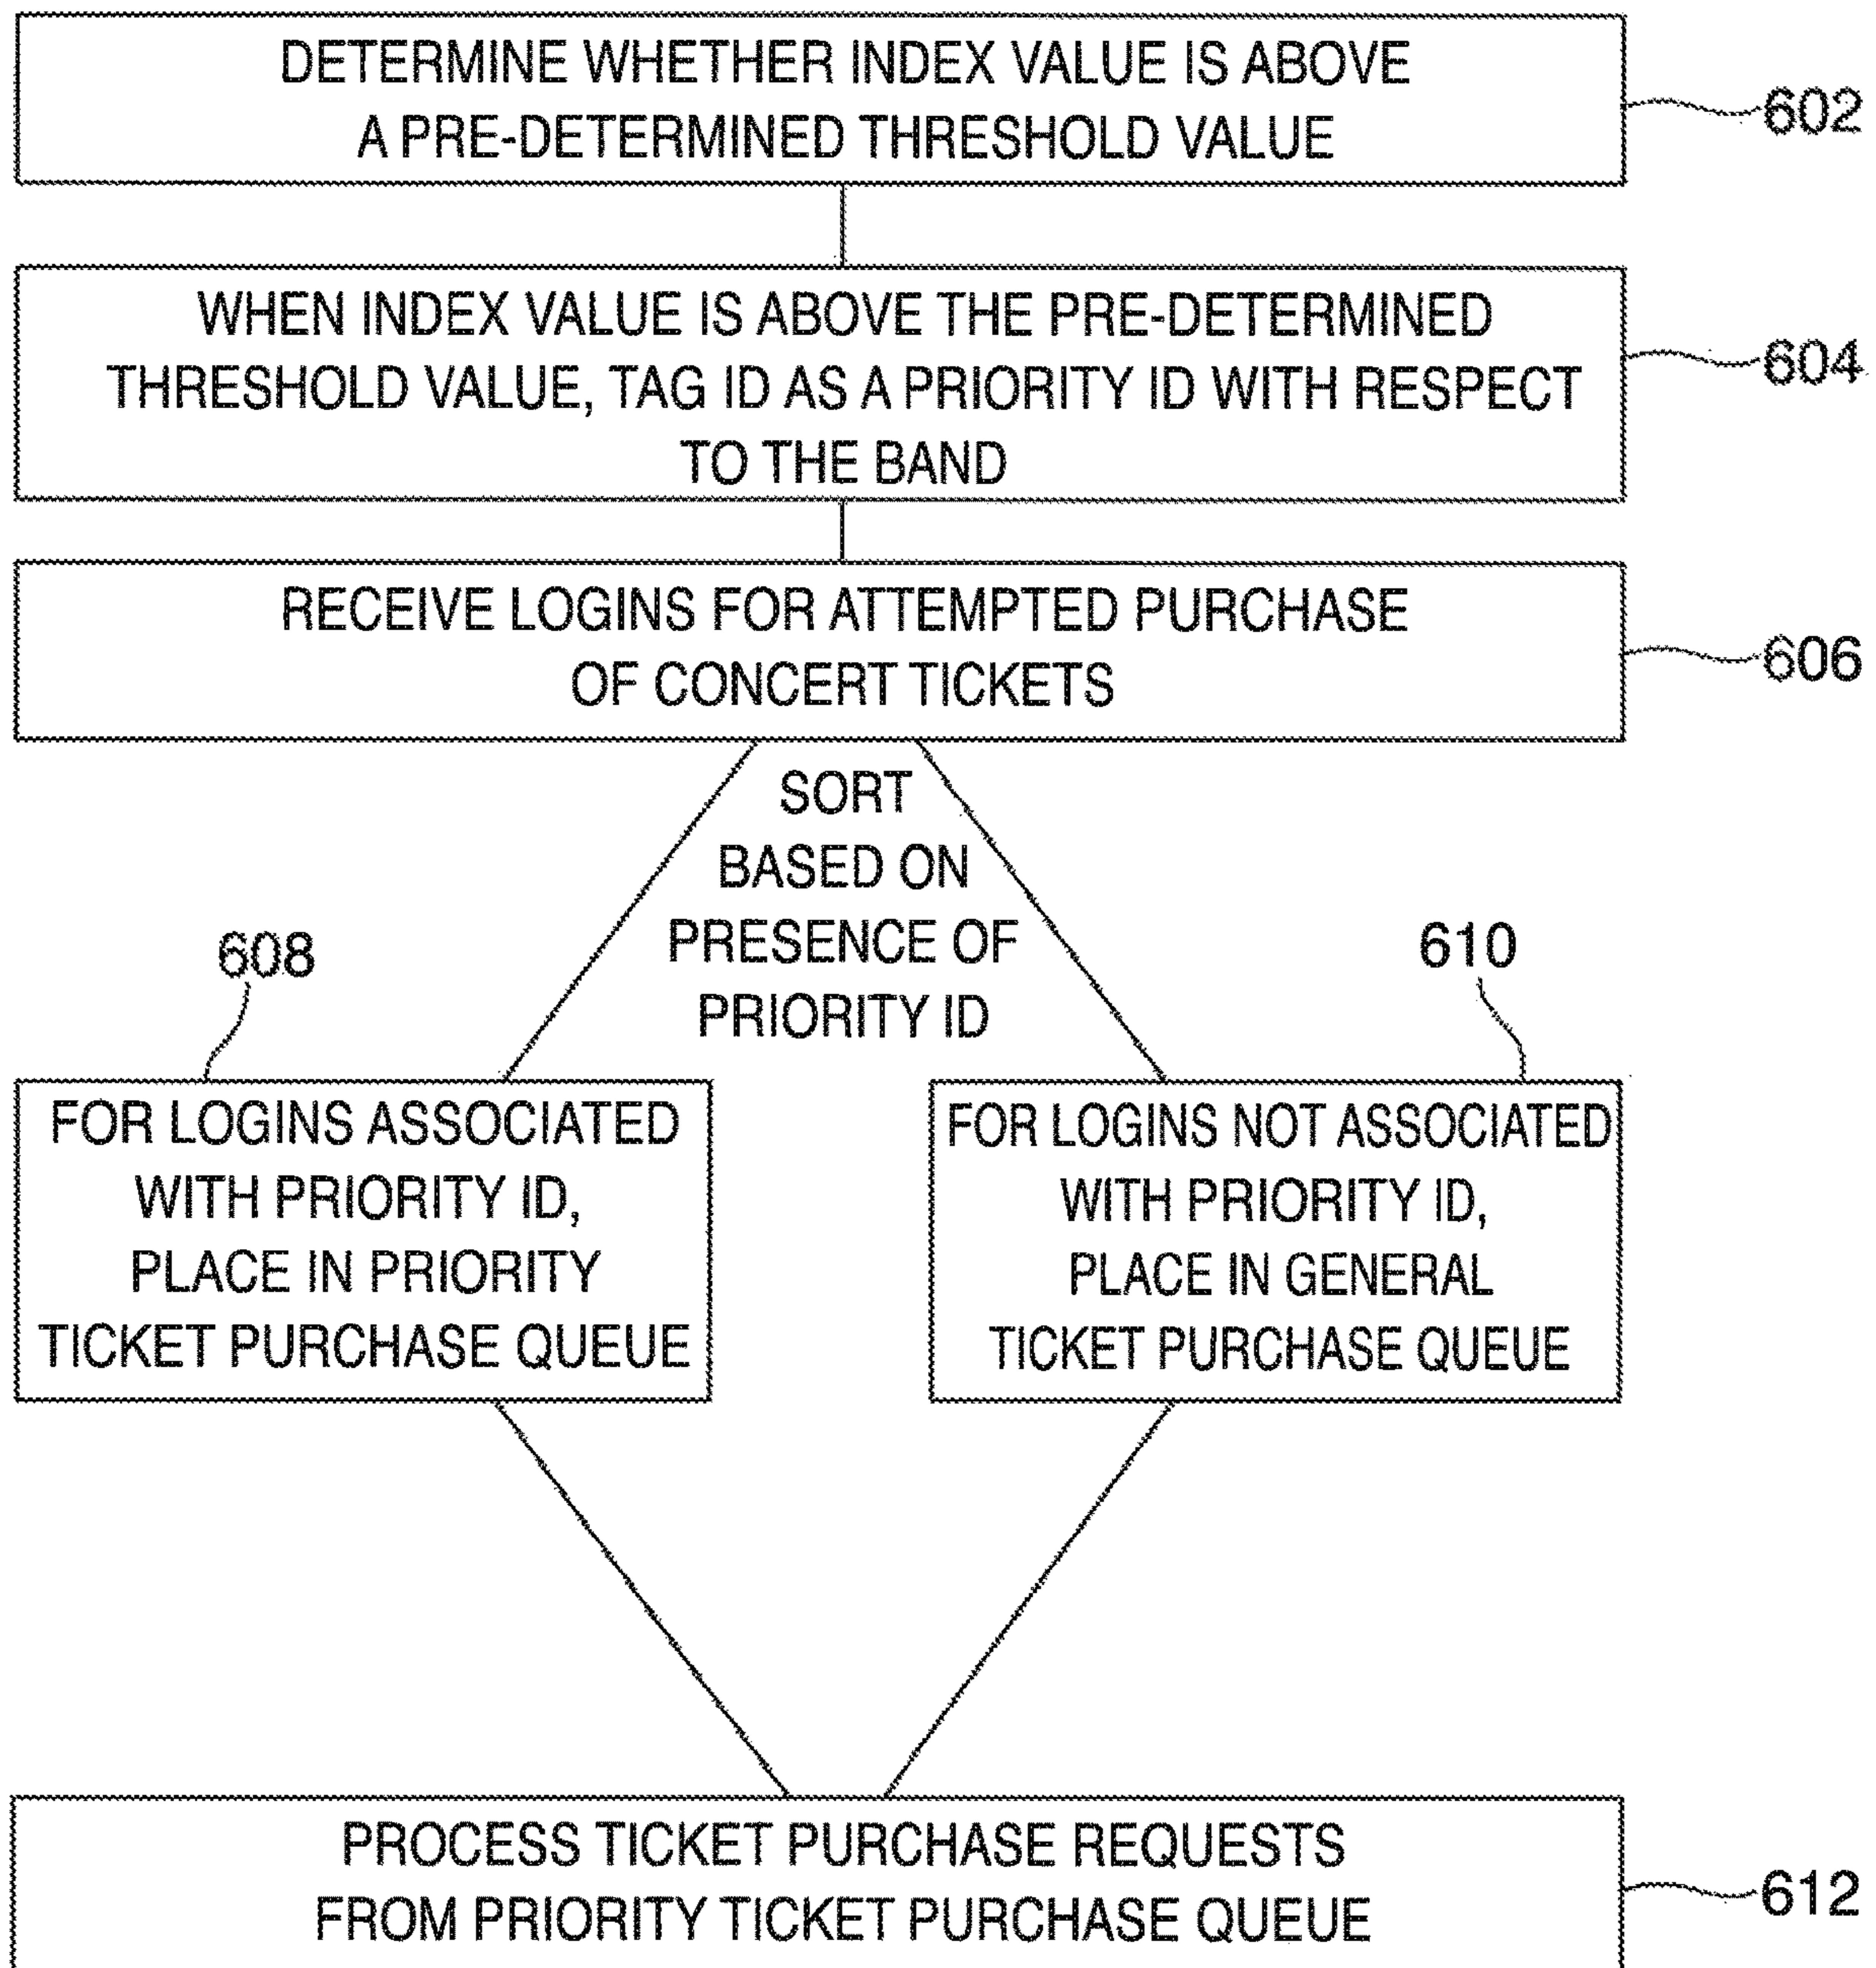 DETERMINE WHETHER INDEX VALUE IS ABOVE
A PRE-DETERMINED THRESHOLD VALUE
602
WHEN INDEX VALUE IS ABOVE THE PRE-DETERMINED
THRESHOLD VALUE, TAG ID AS A PRIORITY ID WITH RESPECT
TO THE BAND
604
RECEIVE LOGINS FOR ATTEMPTED PURCHASE
OF CONCERT TICKETS
606
SORT
BASED ON
PRESENCE OF
PRIORITY ID
608
610
FOR LOGINS ASSOCIATED
WITH PRIORITY ID,
PLACE IN PRIORITY
TICKET PURCHASE QUEUE
FOR LOGINS NOT ASSOCIATED
WITH PRIORITY ID,
PLACE IN GENERAL
TICKET PURCHASE QUEUE
PROCESS TICKET PURCHASE REQUESTS
FROM PRIORITY TICKET PURCHASE QUEUE
612